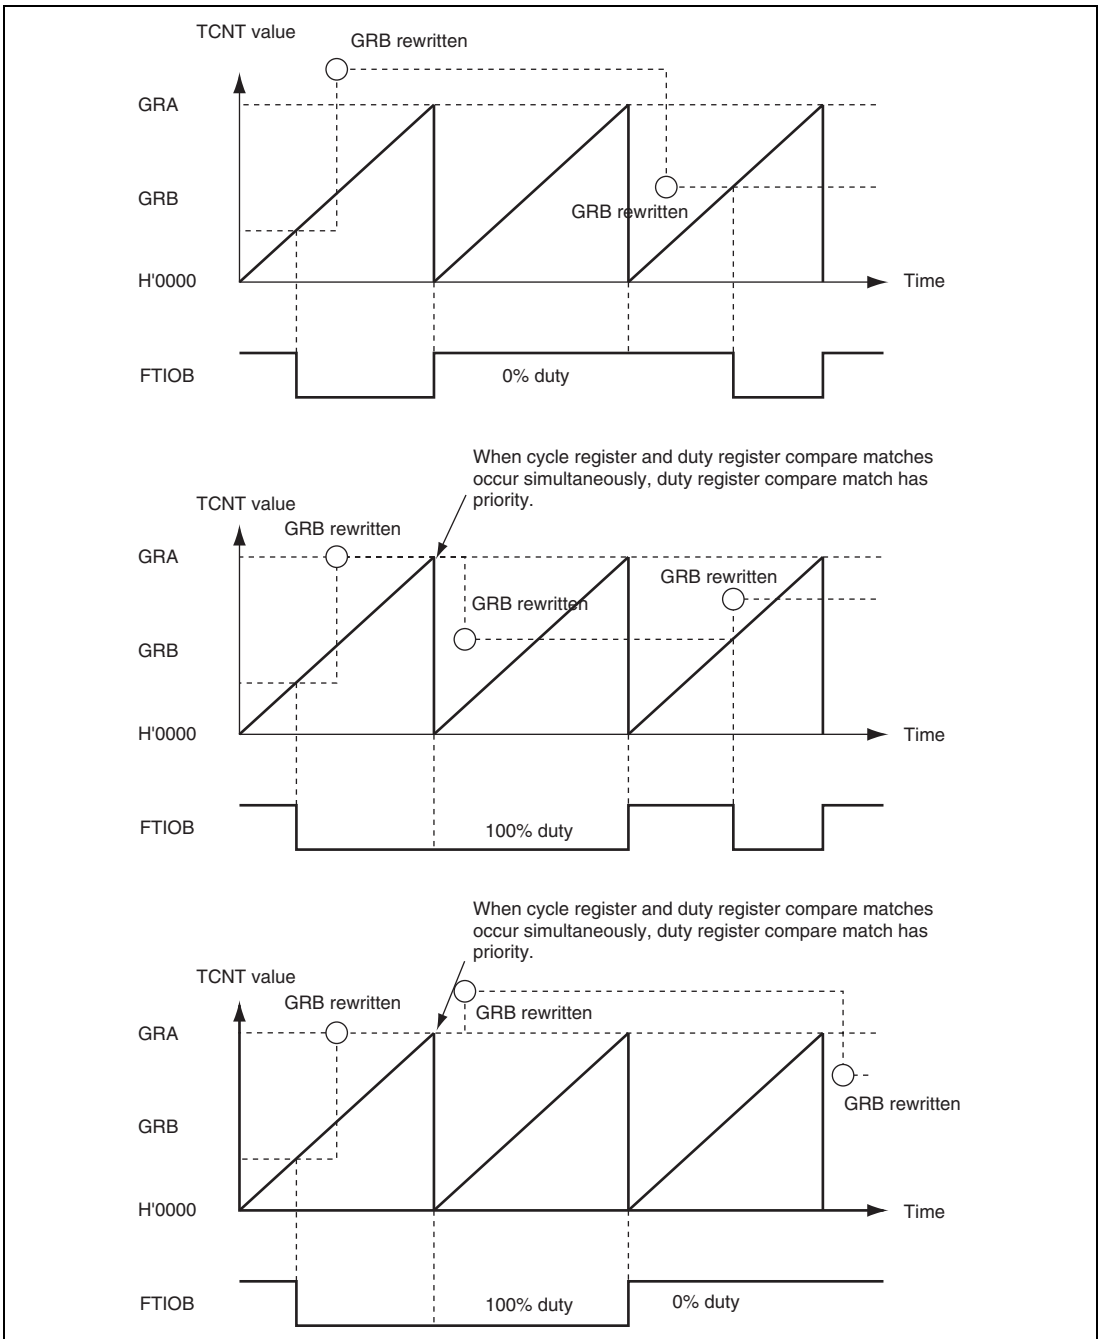 TCNT value
GRB rewritten
GRA
GRB
GRB rewritten
H'0000
Time
FTIOB
0% duty
When cycle register and duty register compare matches
occur simultaneously, duty register compare match has
priority.
TCNT value
GRB rewritten
GRA
GRB rewritten
GRB rewritten
GRB
H'0000
Time
FTIOB
100% duty
When cycle register and duty register compare matches
occur simultaneously, duty register compare match has
priority.
TCNT value
GRB rewritten
GRB rewritten
GRA
GRB rewritten
GRB
H'0000
Time
FTIOB
100% duty
0% duty